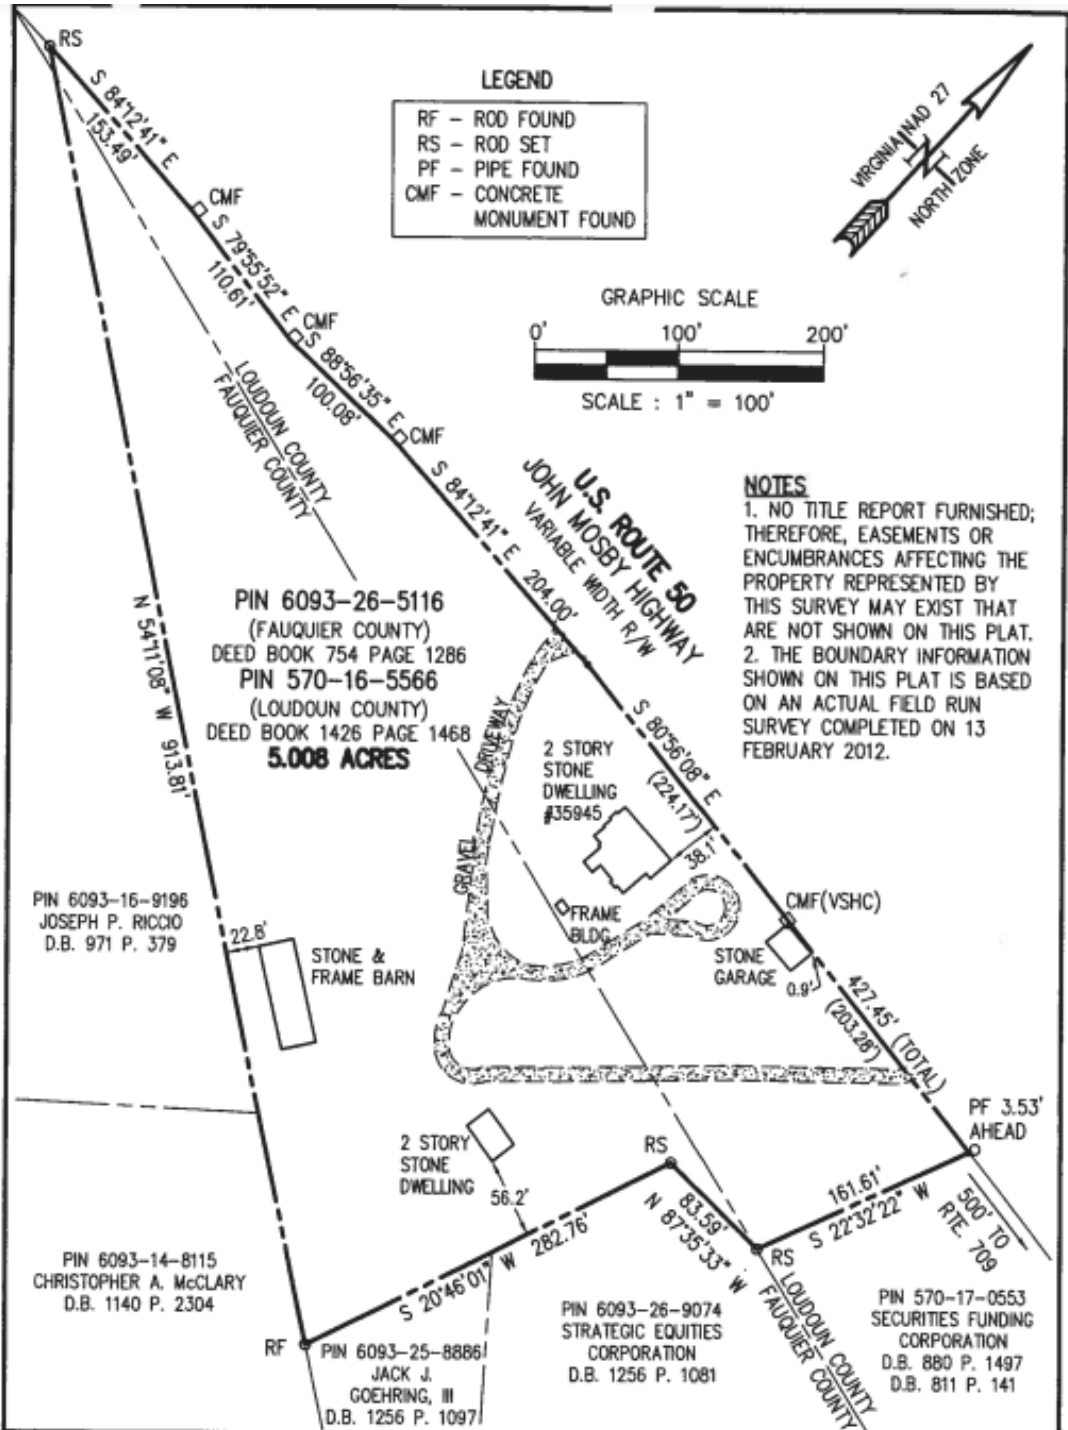 RS
S 84°12'41" E
153.49'
CMF
S 79°55'52" E
110.61'
CMF
S 88°56'35" E
100.08'
CMF
S 84°12'41" E
204.00'
LEGEND
RF - ROD FOUND
RS - ROD SET
PF - PIPE FOUND
CMF - CONCRETE
MONUMENT FOUND
VIRGINIA NAD 27
NORTH ZONE
GRAPHIC SCALE
0' 100' 200'
SCALE : 1" = 100'
LOUDOUN COUNTY
FAUQUIER COUNTY
U.S. ROUTE 50
JOHN MOSBY HIGHWAY
VARIABLE WIDTH R/W
NOTES
1. NO TITLE REPORT FURNISHED;
THEREFORE, EASEMENTS OR
ENCUMBRANCES AFFECTING THE
PROPERTY REPRESENTED BY
THIS SURVEY MAY EXIST THAT
ARE NOT SHOWN ON THIS PLAT.
2. THE BOUNDARY INFORMATION
SHOWN ON THIS PLAT IS BASED
ON AN ACTUAL FIELD RUN
SURVEY COMPLETED ON 13
FEBRUARY 2012.
PIN 6093-26-5116
(FAUQUIER COUNTY)
DEED BOOK 754 PAGE 1286
PIN 570-16-5566
(LOUDOUN COUNTY)
DEED BOOK 1426 PAGE 1468
5.008 ACRES
N 54°11'08" W 913.81'
GRAVEL DRIVEWAY
2 STORY
STONE
DWELLING
#35945
S 80°56'08" E
(224.17')
38.1'
CMF(VSHC)
FRAME
BLDG.
STONE
GARAGE
0.9'
427.45' (TOTAL)
(203.28')
PIN 6093-16-9196
JOSEPH P. RICCIO
D.B. 971 P. 379
22.8'
STONE &
FRAME BARN
PF 3.53'
AHEAD
2 STORY
STONE
DWELLING
56.2'
RS
83.59'
N 87°35'33" W
161.61'
S 22°32'22" W
500' TO
RTE. 709
RS
282.76'
S 20°46'01" W
PIN 6093-14-8115
CHRISTOPHER A. McCLARY
D.B. 1140 P. 2304
RF
PIN 6093-25-8886
JACK J.
GOEHRING, III
D.B. 1256 P. 1097
PIN 6093-26-9074
STRATEGIC EQUITIES
CORPORATION
D.B. 1256 P. 1081
LOUDOUN COUNTY
FAUQUIER COUNTY
PIN 570-17-0553
SECURITIES FUNDING
CORPORATION
D.B. 880 P. 1497
D.B. 811 P. 141